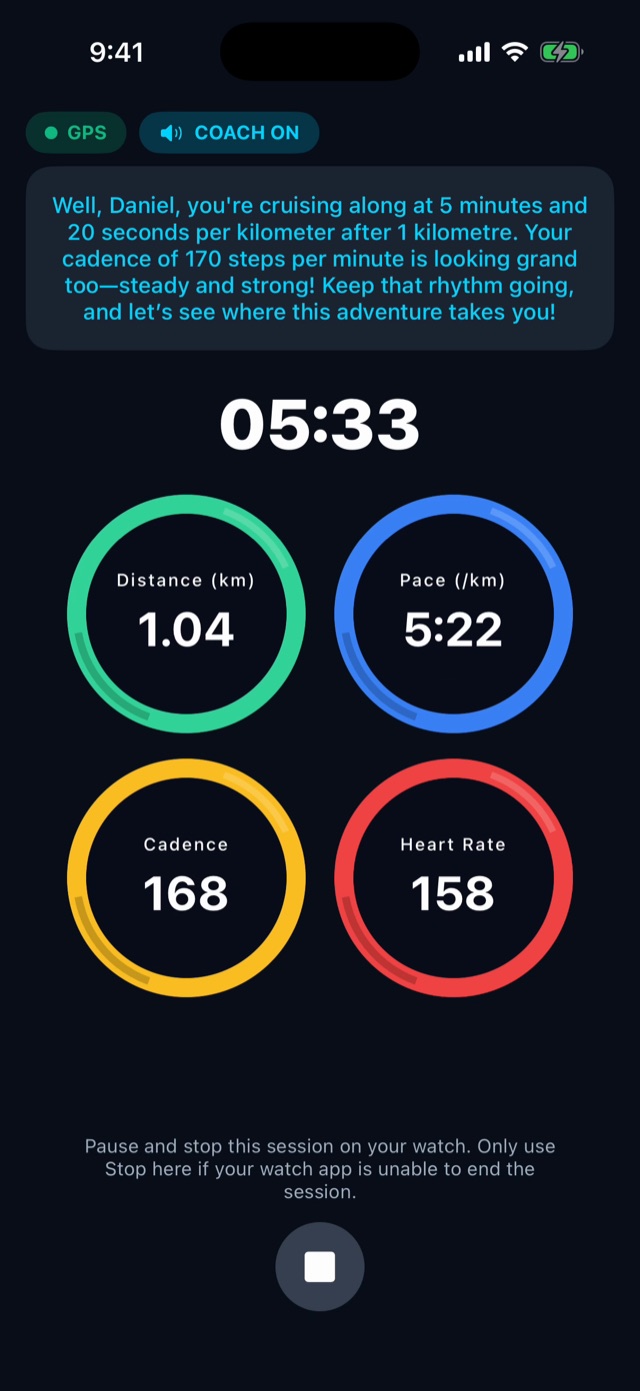 9:41
GPS
COACH ON
Well, Daniel, you're cruising along at 5 minutes and
20 seconds per kilometer after 1 kilometre. Your
cadence of 170 steps per minute is looking grand
too—steady and strong! Keep that rhythm going,
and let’s see where this adventure takes you!
05:33
Distance (km)
1.04
Pace (/km)
5:22
Cadence
168
Heart Rate
158
Pause and stop this session on your watch. Only use
Stop here if your watch app is unable to end the
session.